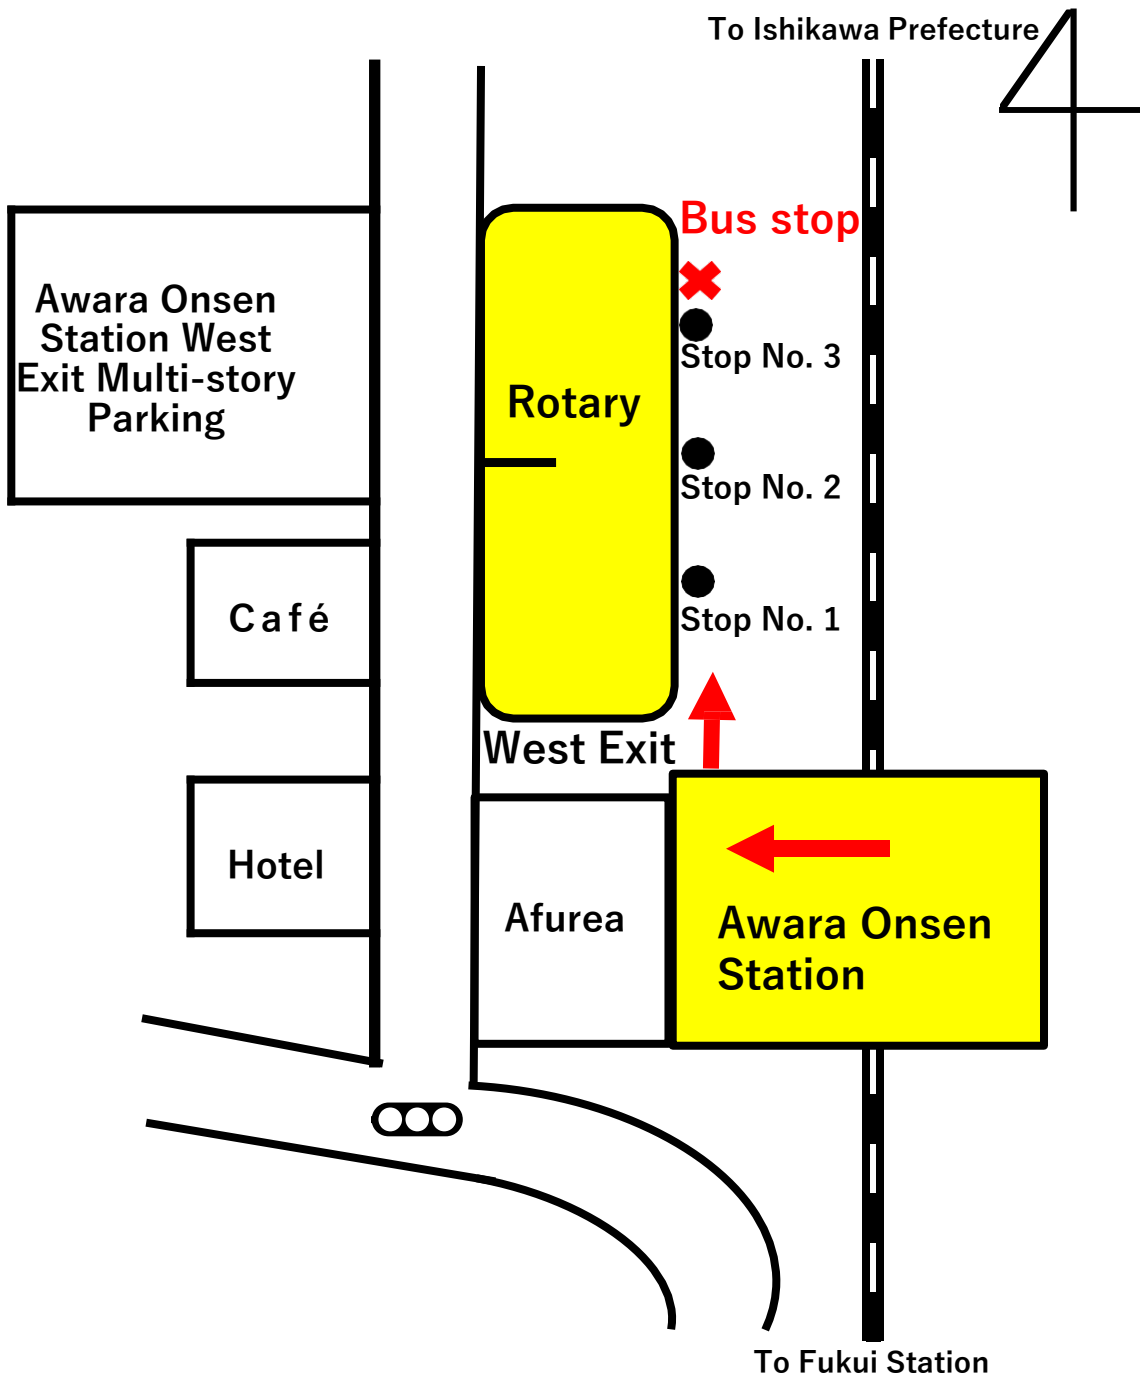 To Ishikawa Prefecture
Bus stop
Awara Onsen
Station West
Exit Multi-story
Parking
Stop No. 3
Rotary
Stop No. 2
Café
Stop No. 1
West Exit
Hotel
Afurea
Awara Onsen
Station
To Fukui Station